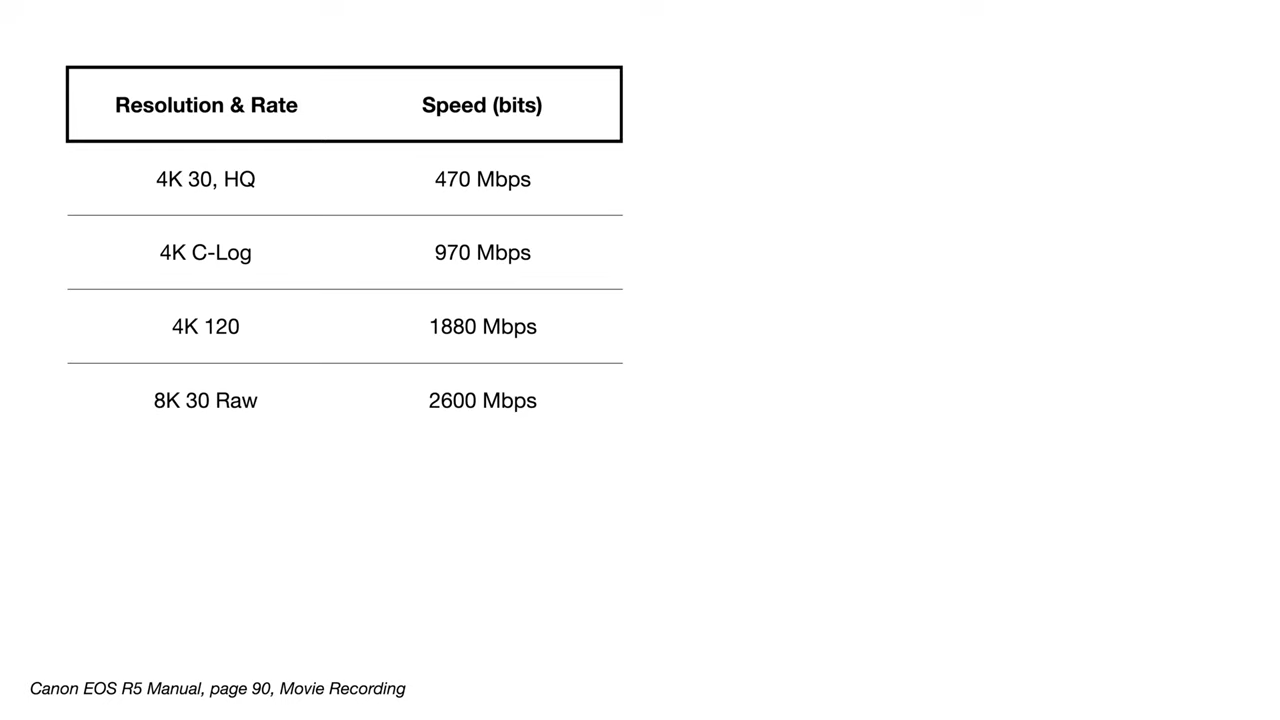 Resolution & Rate Speed (bits)
4K 30, HQ 470 Mbps
4K C-Log 970 Mbps
4K 120 1880 Mbps
8K 30 Raw 2600 Mbps
Canon EOS R5 Manual, page 90, Movie Recording